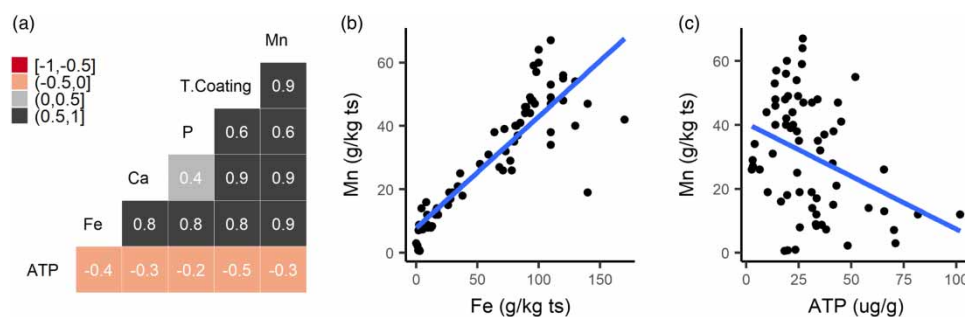 (a)
[-1,-0.5]
(-0.5,0]
(0,0.5]
(0.5,1]
Mn
T.Coating 0.9
P 0.6 0.6
Ca 0.4 0.9 0.9
Fe 0.8 0.8 0.8 0.9
ATP -0.4 -0.3 -0.2 -0.5 -0.3
(b)
Mn (g/kg ts)
60
40
20
0
0 50 100 150
Fe (g/kg ts)
(c)
Mn (g/kg ts)
60
40
20
0
0 25 50 75 100
ATP (ug/g)